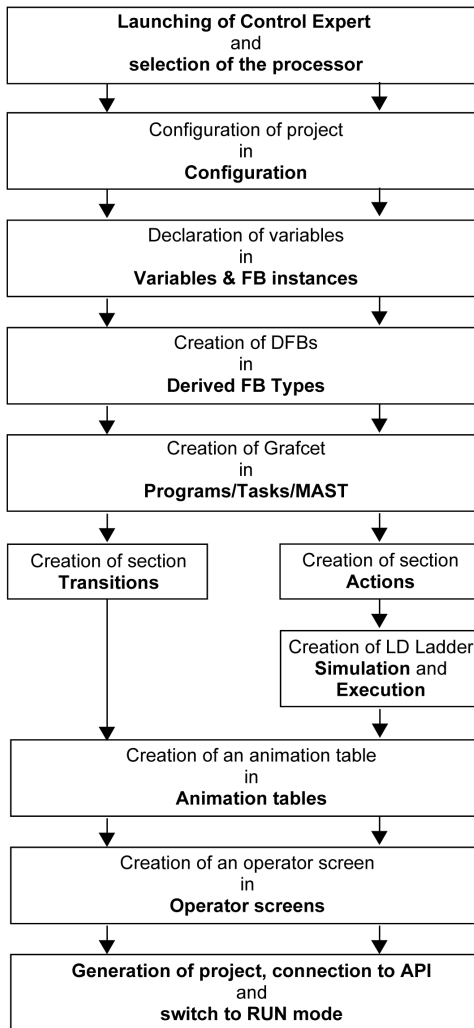 Launching of Control Expert
and
selection of the processor
Configuration of project
in
Configuration
Declaration of variables
in
Variables & FB instances
Creation of DFBs
in
Derived FB Types
Creation of Grafcet
in
Programs/Tasks/MAST
Creation of section
Transitions
Creation of section
Actions
Creation of LD Ladder
Simulation and
Execution
Creation of an animation table
in
Animation tables
Creation of an operator screen
in
Operator screens
Generation of project, connection to API
and
switch to RUN mode